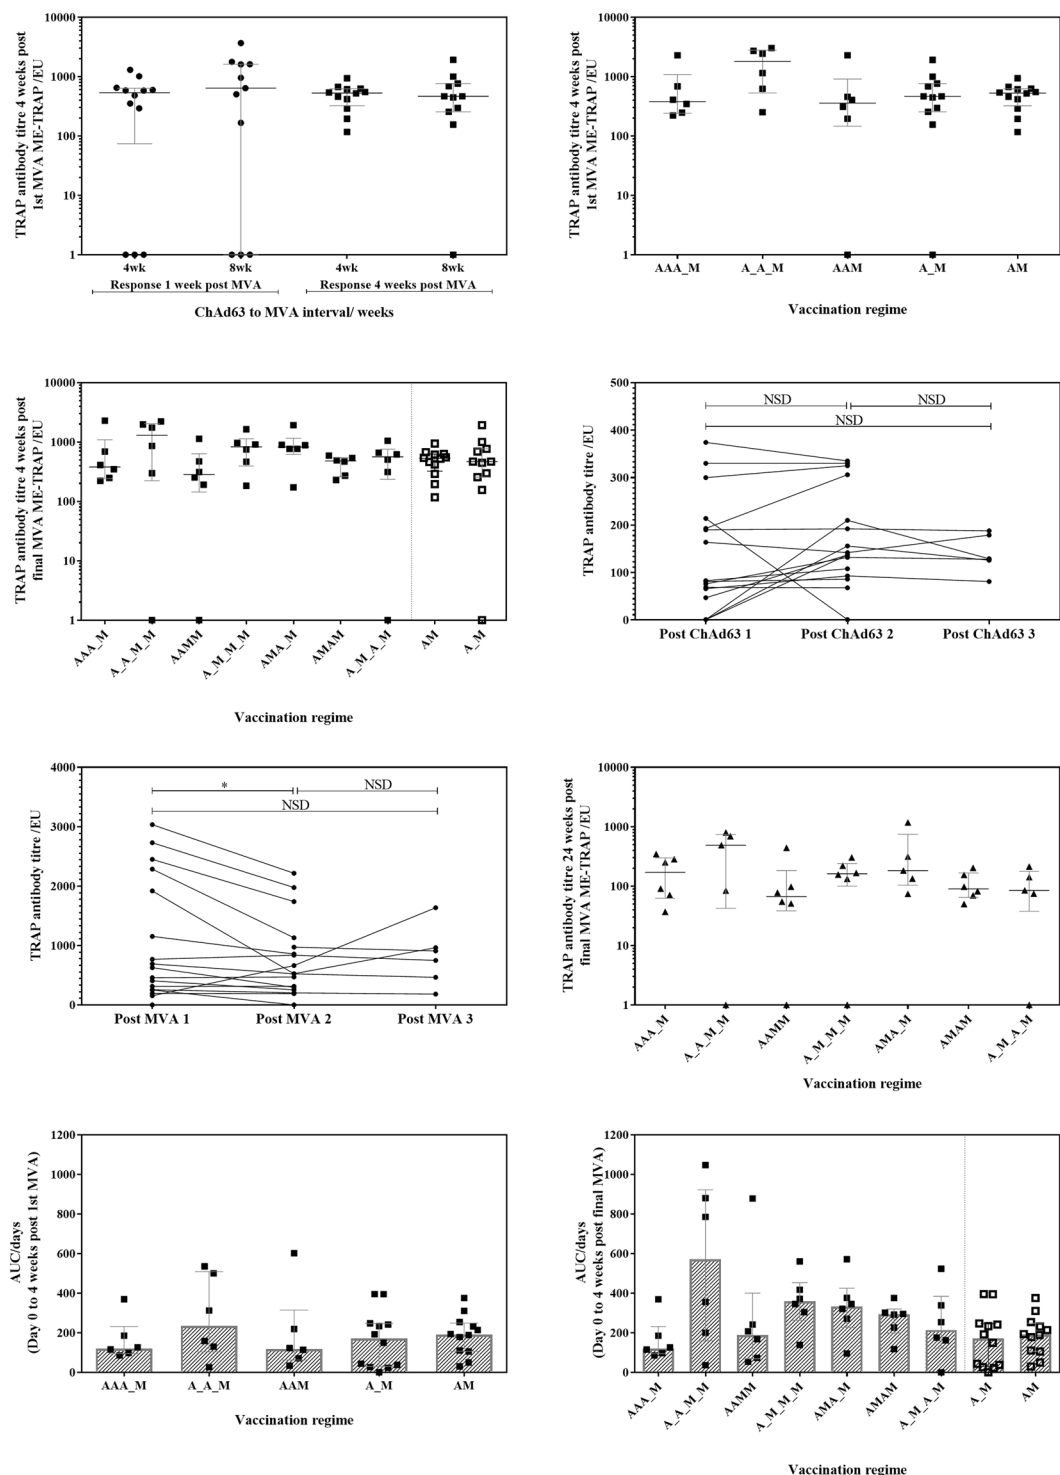 TRAP antibody titre 4 weeks post
1st MVA ME-TRAP /EU
10000
1000
100
10
1
4wk 8wk 4wk 8wk
Response 1 week post MVA Response 4 weeks post MVA
ChAd63 to MVA interval/ weeks
TRAP antibody titre 4 weeks post
1st MVA ME-TRAP /EU
10000
1000
100
10
1
AAA_M A_A_M AAM A_M AM
Vaccination regime
TRAP antibody titre 4 weeks post
final MVA ME-TRAP /EU
10000
1000
100
10
1
AAA_M A_A_M_M AAMM A_M_M_M AMA_M AMAM A_M_A_M AM A_M
Vaccination regime
TRAP antibody titre /EU
500
400
300
200
100
0
NSD NSD
NSD
Post ChAd63 1 Post ChAd63 2 Post ChAd63 3
TRAP antibody titre /EU
4000
3000
2000
1000
0
* NSD
NSD
Post MVA 1 Post MVA 2 Post MVA 3
TRAP antibody titre 24 weeks post
final MVA ME-TRAP /EU
10000
1000
100
10
1
AAA_M A_A_M_M AAMM A_M_M_M AMA_M AMAM A_M_A_M
Vaccination regime
AUC/days
(Day 0 to 4 weeks post 1st MVA)
1200
1000
800
600
400
200
0
AAA_M A_A_M AAM A_M AM
Vaccination regime
AUC/days
(Day 0 to 4 weeks post final MVA)
1200
1000
800
600
400
200
0
AAA_M A_A_M_M AAMM A_M_M_M AMA_M AMAM A_M_A_M A_M AM
Vaccination regime